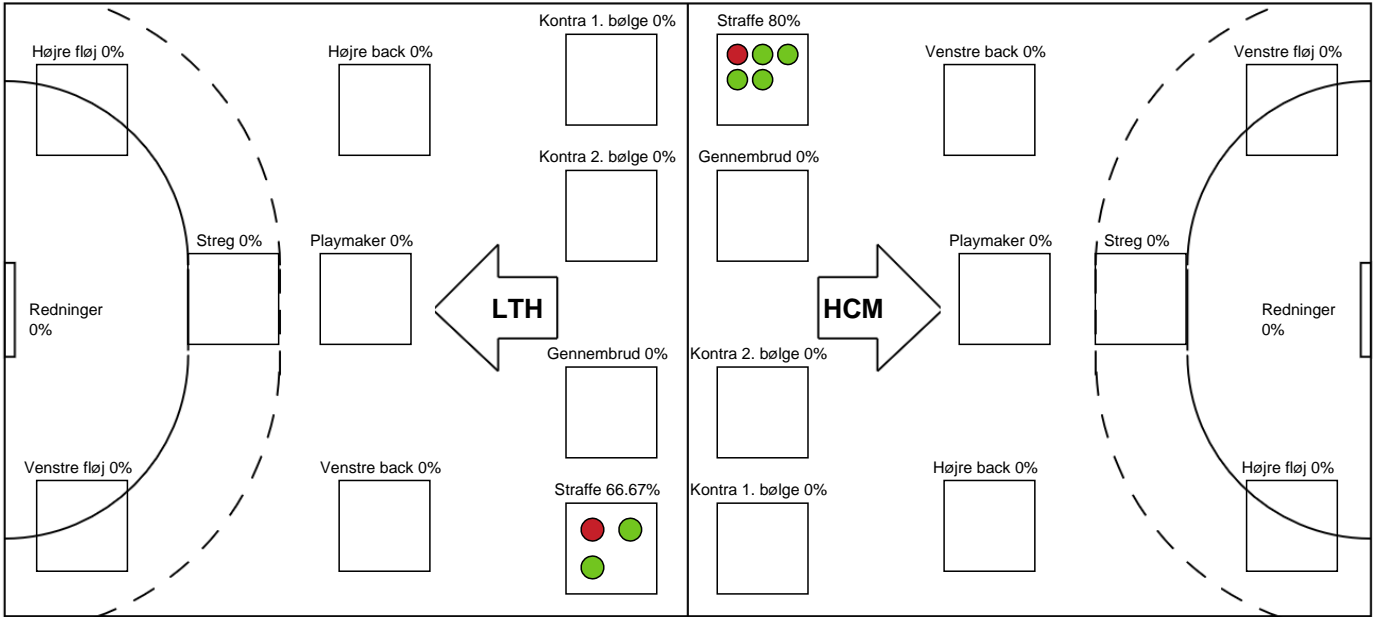 Kontra 1. bølge 0%
Straffe 80%
Højre fløj 0%
Højre back 0%
Venstre back 0%
Venstre fløj 0%
Kontra 2. bølge 0%
Gennembrud 0%
Streg 0%
Playmaker 0%
Playmaker 0%
Streg 0%
Redninger
0%
LTH
HCM
Redninger
0%
Gennembrud 0%
Kontra 2. bølge 0%
Venstre fløj 0%
Venstre back 0%
Højre back 0%
Højre fløj 0%
Straffe 66.67%
Kontra 1. bølge 0%